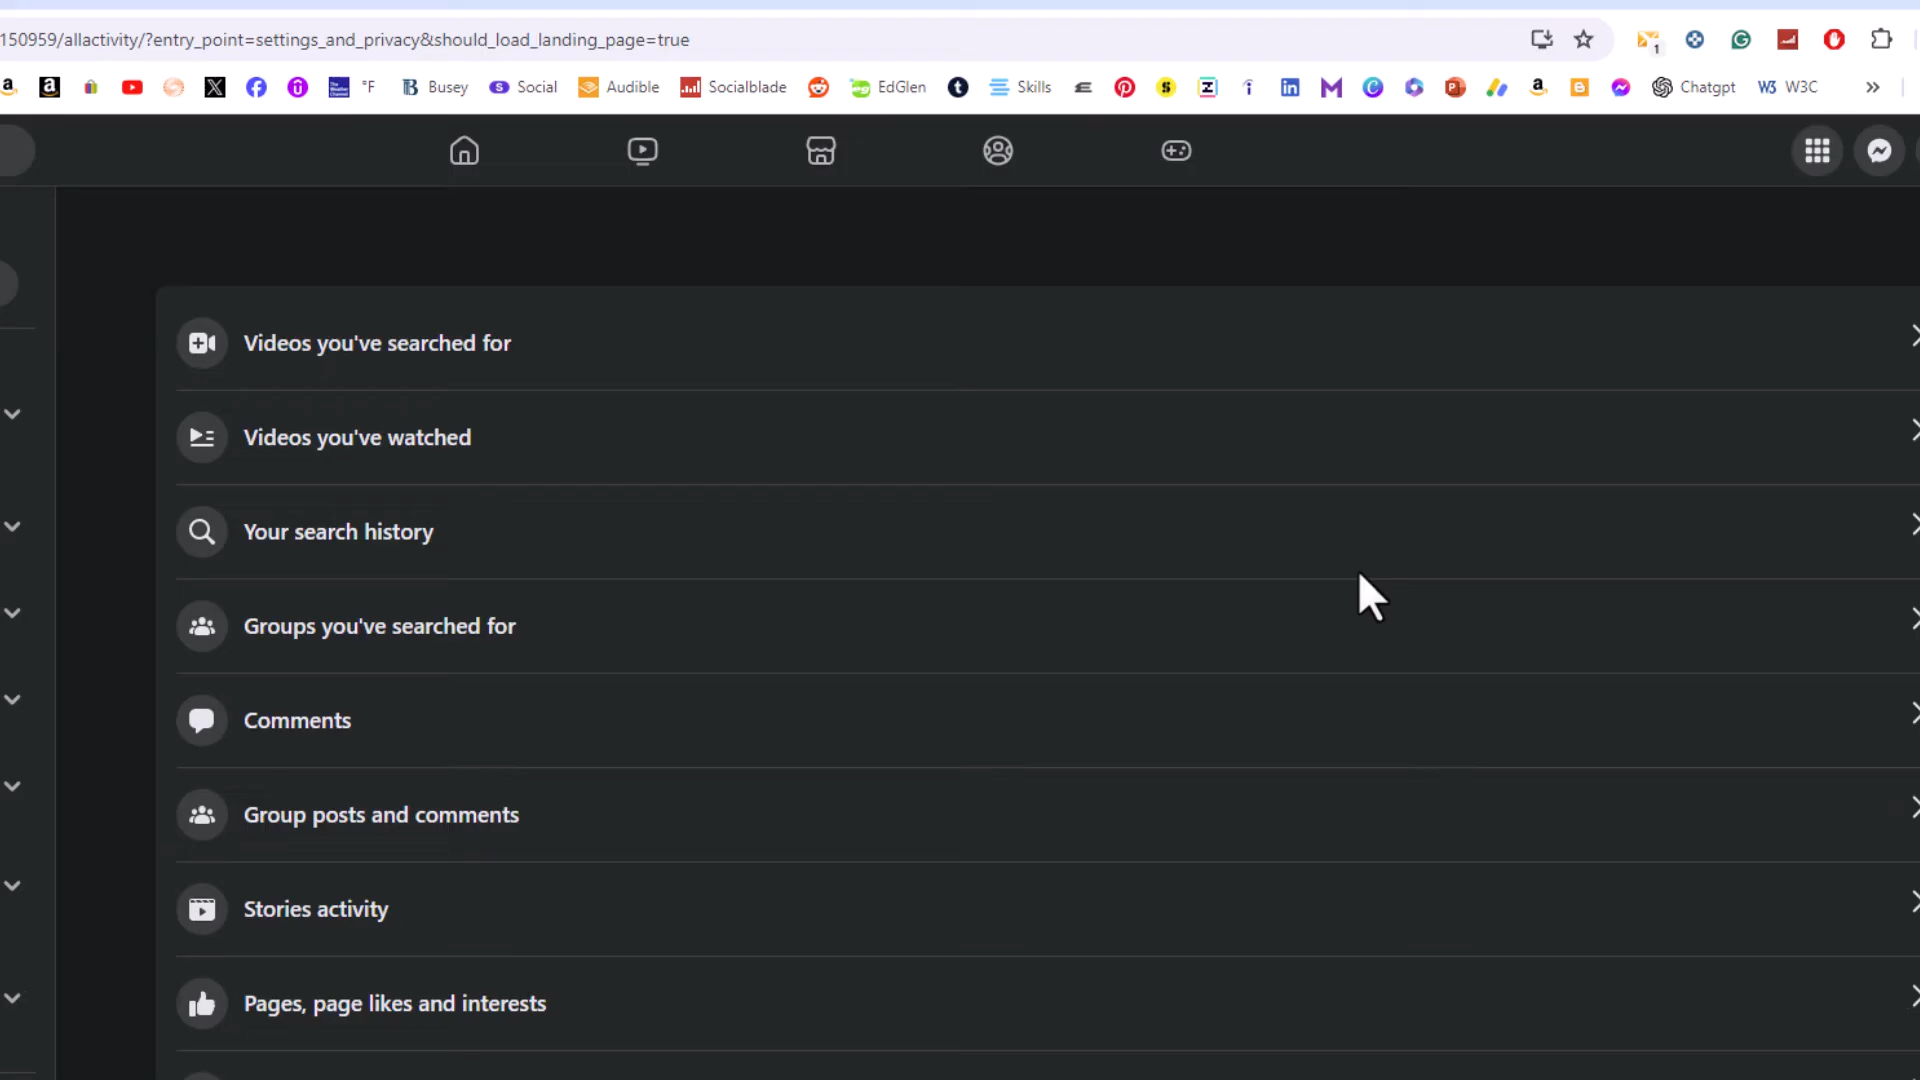 150959/allactivity/?entry_point=settings_and_privacy&should_load_landing_page=true
1
°F Busey Social Audible Socialblade EdGlen Skills Chatgpt W3C
Videos you've searched for
Videos you've watched
Your search history
Groups you've searched for
Comments
Group posts and comments
Stories activity
Pages, page likes and interests